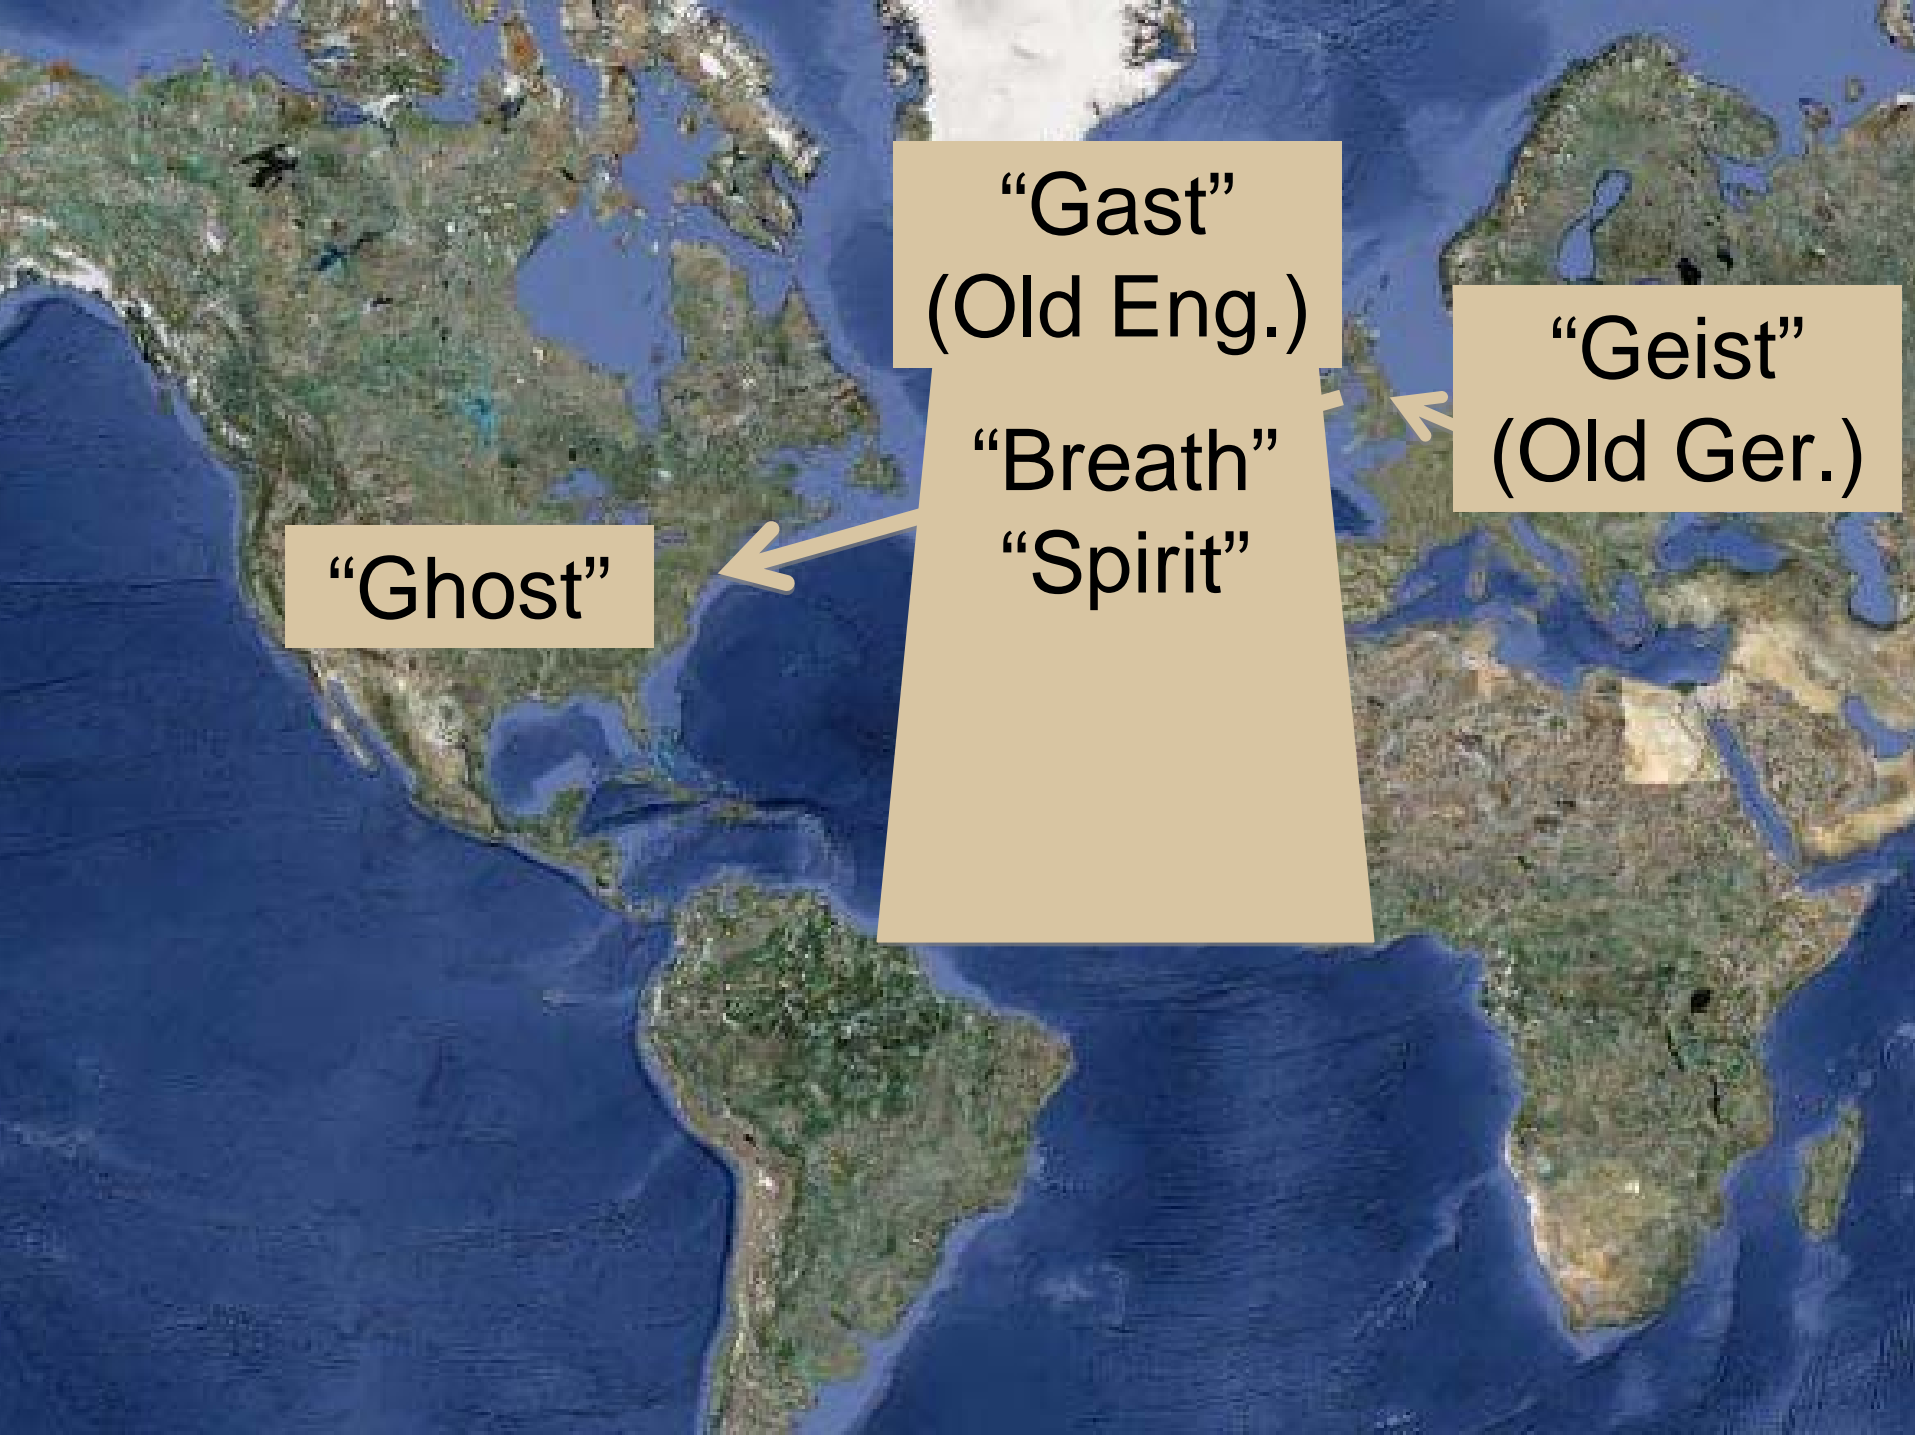 “Gast”
(Old Eng.)
“Geist”
(Old Ger.)
“Breath”
“Spirit”
“Ghost”